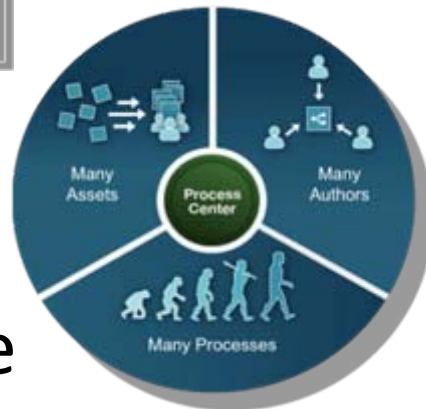 Many
Assets
Many
Authors
Process
Center
Many Processes
e